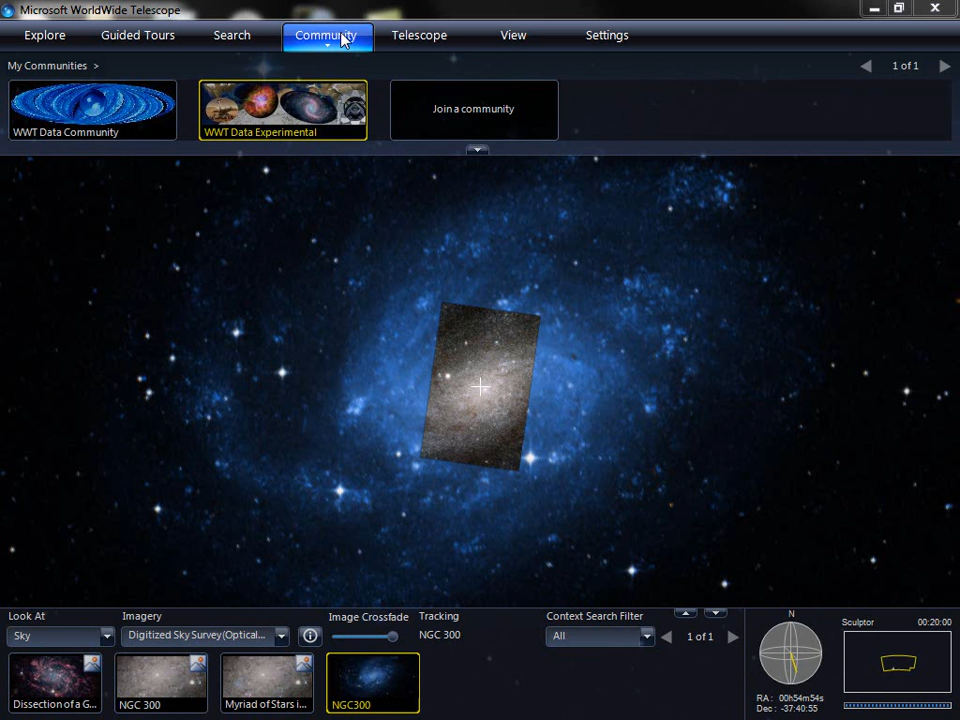 Microsoft WorldWide Telescope
Explore Guided Tours Search Community Telescope View Settings
My Communities > 1 of 1
WWT Data Community WWT Data Experimental Join a community
Look At Imagery Image Crossfade Tracking Context Search Filter
Sky Digitized Sky Survey(Optical... NGC 300 All 1 of 1
Dissection of a G... NGC 300 Myriad of Stars i... NGC300
N
RA : 00h54m54s
Dec : -37:40:55
Sculptor 00:20:00